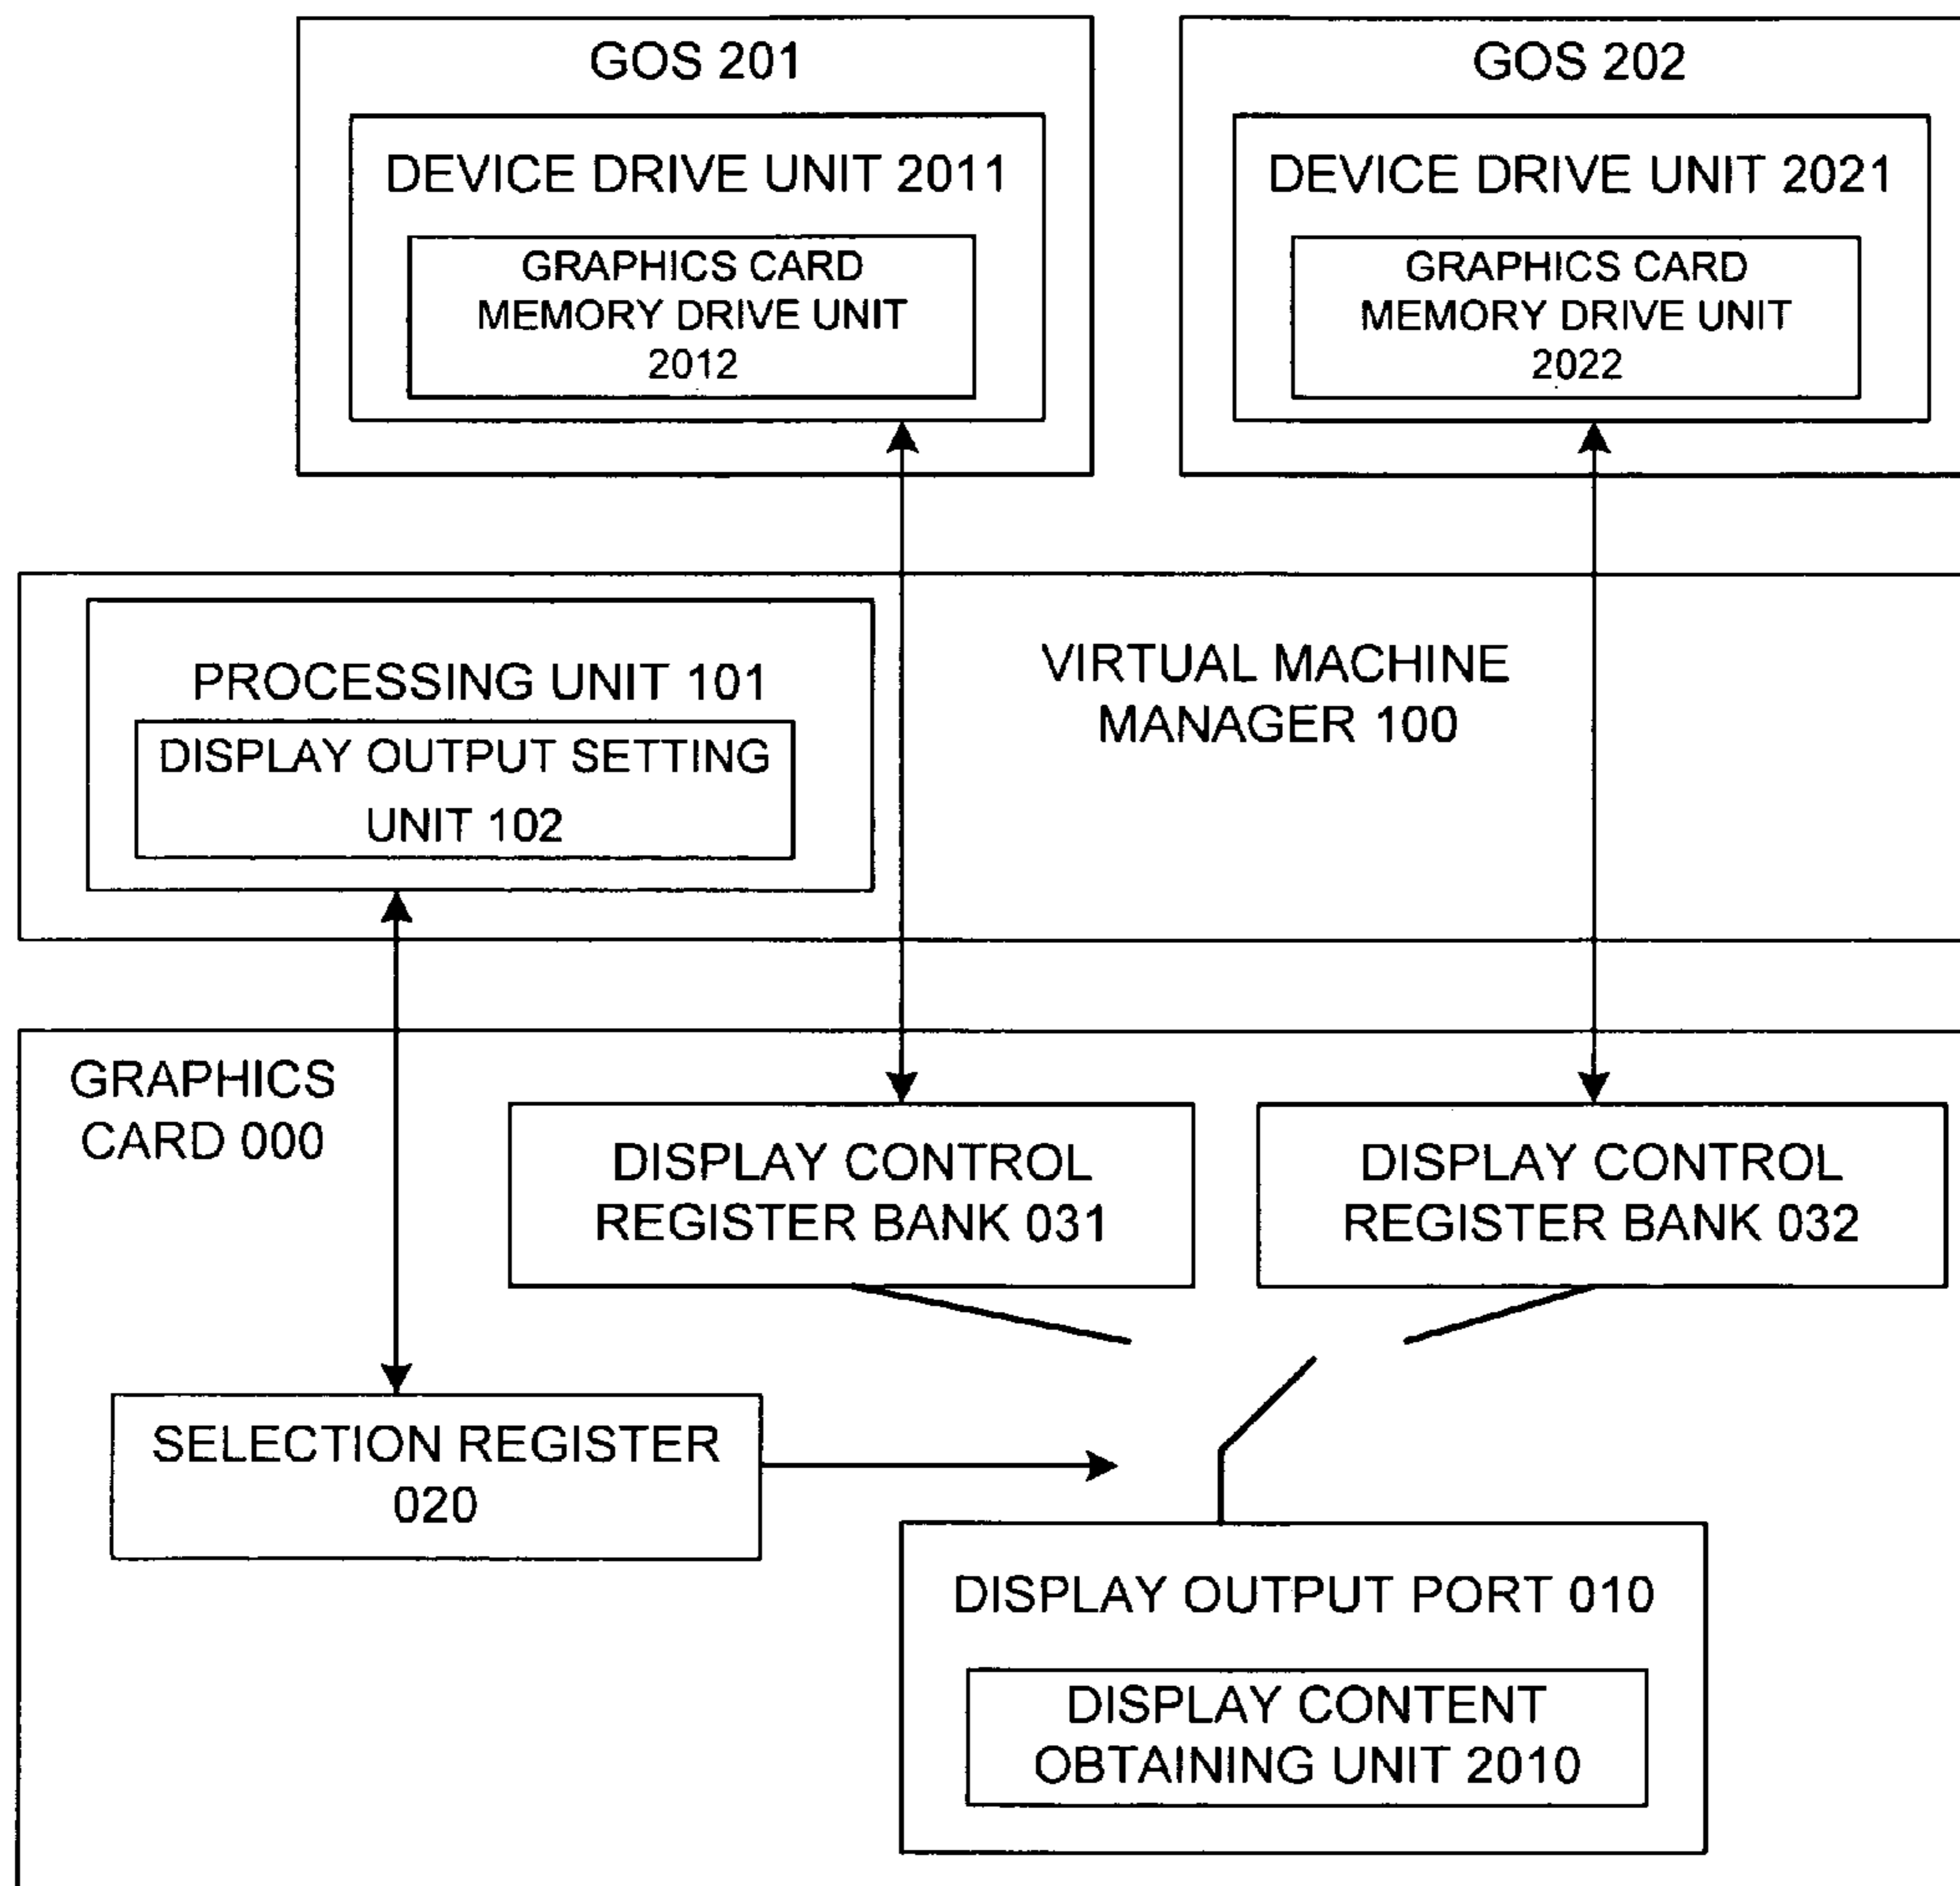 GOS 201
DEVICE DRIVE UNIT 2011
GRAPHICS CARD
MEMORY DRIVE UNIT
2012
GOS 202
DEVICE DRIVE UNIT 2021
GRAPHICS CARD
MEMORY DRIVE UNIT
2022
PROCESSING UNIT 101
DISPLAY OUTPUT SETTING
UNIT 102
VIRTUAL MACHINE
MANAGER 100
GRAPHICS
CARD 000
DISPLAY CONTROL
REGISTER BANK 031
DISPLAY CONTROL
REGISTER BANK 032
SELECTION REGISTER
020
DISPLAY OUTPUT PORT 010
DISPLAY CONTENT
OBTAINING UNIT 2010